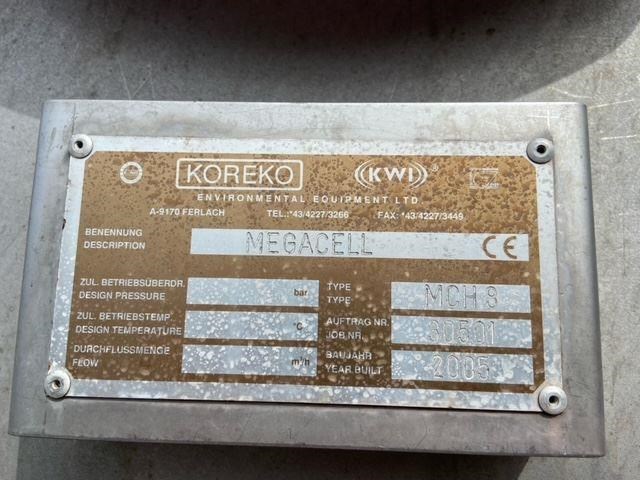 KOREKO
KWI®
ENVIRONMENTAL EQUIPMENT LTD.
A-9170 FERLACH TEL.:*43/4227/3266 FAX: *43/4227/3449
BENENNUNG
DESCRIPTION
MEGACELL
CE
ZUL. BETRIEBSÜBERDR.
DESIGN PRESSURE
bar
TYPE
TYPE
MCH 8
ZUL. BETRIEBSTEMP.
DESIGN TEMPERATURE
°C
AUFTRAG NR.
JOB NR.
30501
DURCHFLUSSMENGE
FLOW
m³/h
BAUJAHR
YEAR BUILT
2005